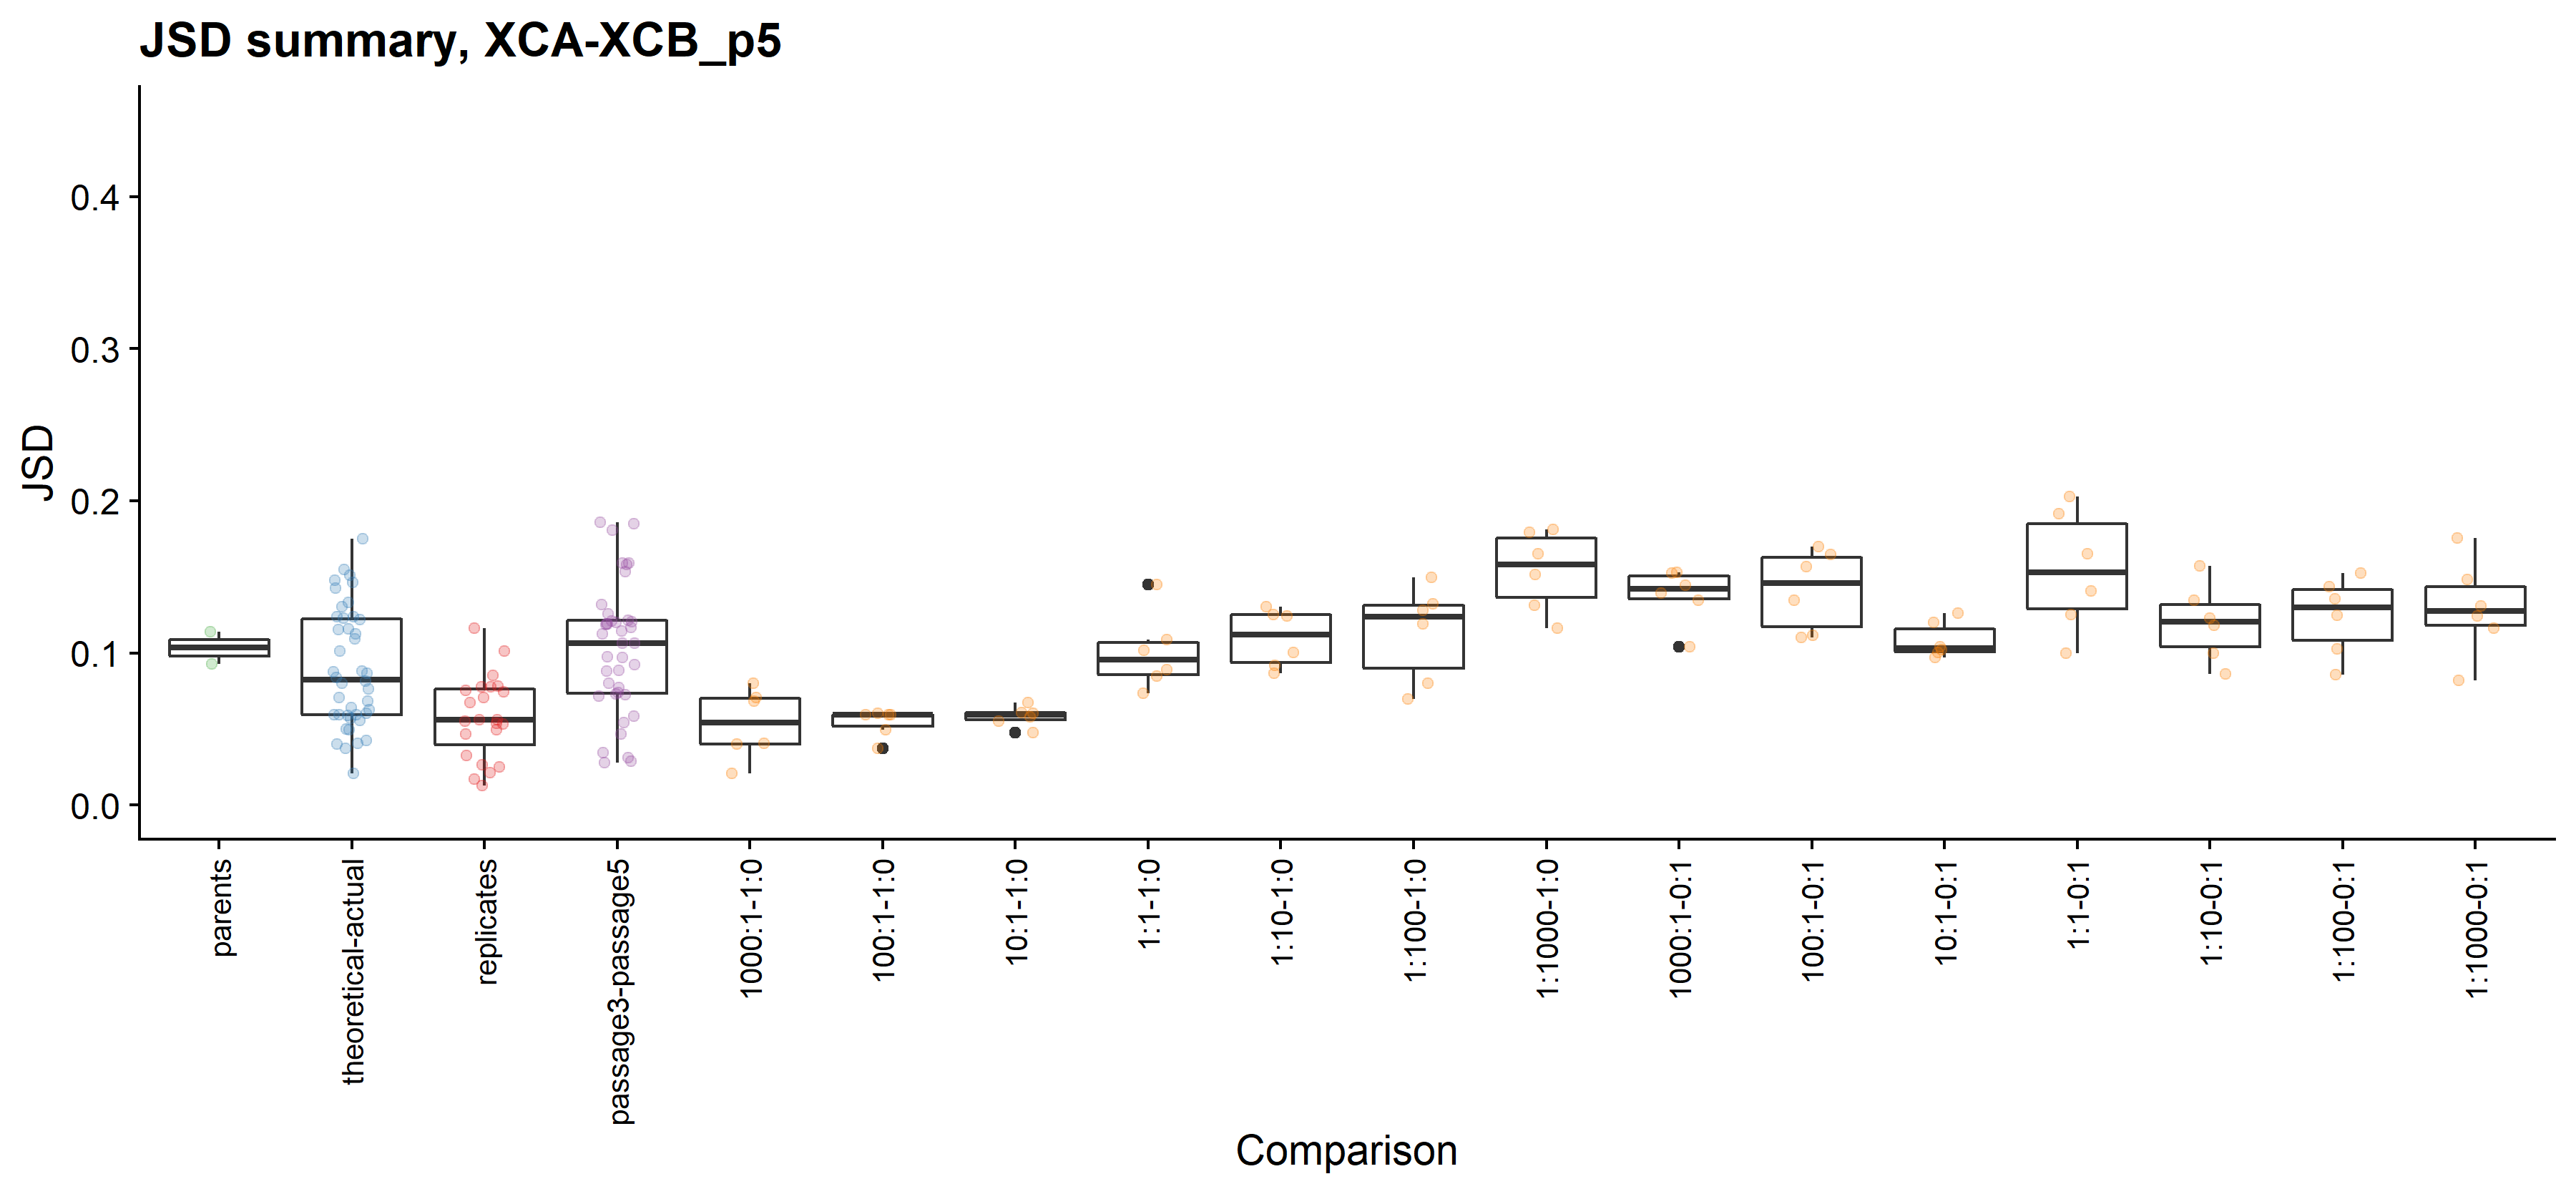 JSD summary, XCA-XCB_p5
JSD
0.4
0.3
0.2
0.1
0.0
parents
theoretical-actual
replicates
passage3-passage5
1000:1-1:0
100:1-1:0
10:1-1:0
1:1-1:0
1:10-1:0
1:100-1:0
1:1000-1:0
1000:1-0:1
100:1-0:1
10:1-0:1
1:1-0:1
1:10-0:1
1:100-0:1
1:1000-0:1
Comparison